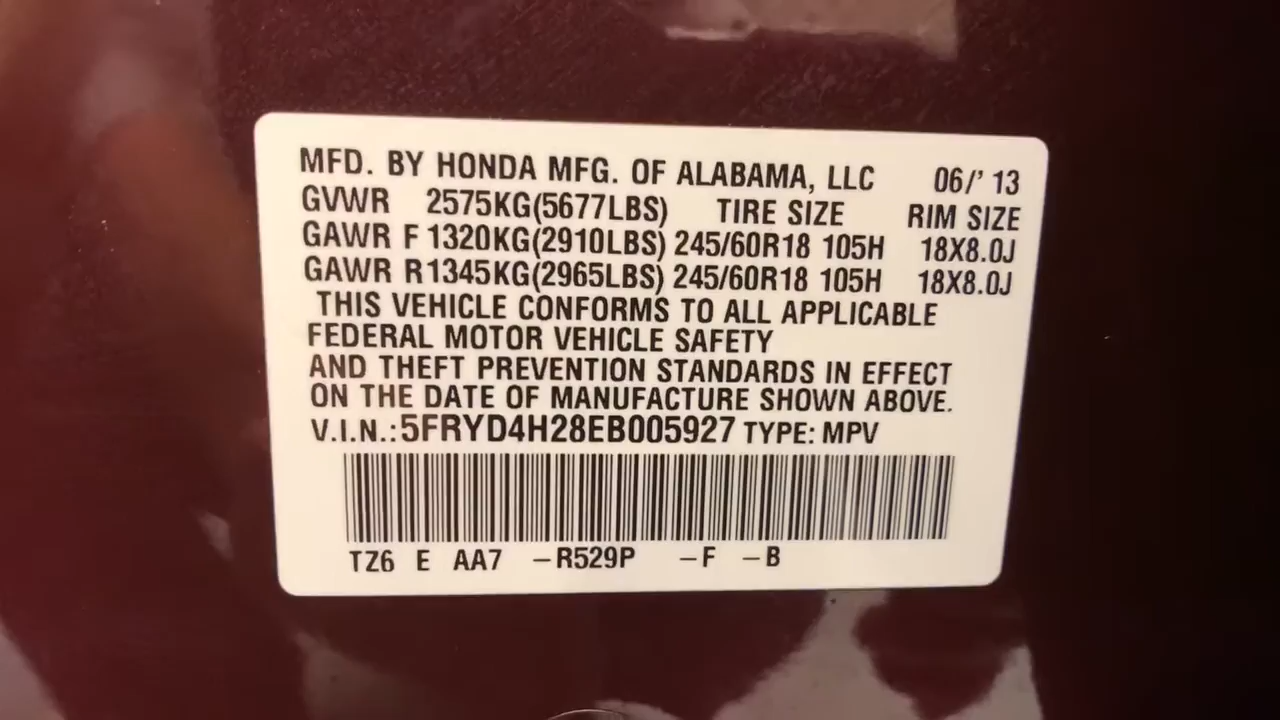 MFD. BY HONDA MFG. OF ALABAMA, LLC 06/' 13
GVWR 2575KG(5677LBS) TIRE SIZE RIM SIZE
GAWR F 1320KG(2910LBS) 245/60R18 105H 18X8.0J
GAWR R1345KG(2965LBS) 245/60R18 105H 18X8.0J
THIS VEHICLE CONFORMS TO ALL APPLICABLE
FEDERAL MOTOR VEHICLE SAFETY
AND THEFT PREVENTION STANDARDS IN EFFECT
ON THE DATE OF MANUFACTURE SHOWN ABOVE.
V.I.N.:5FRYD4H28EB005927 TYPE: MPV
TZ6 E AA7 –R529P –F –B